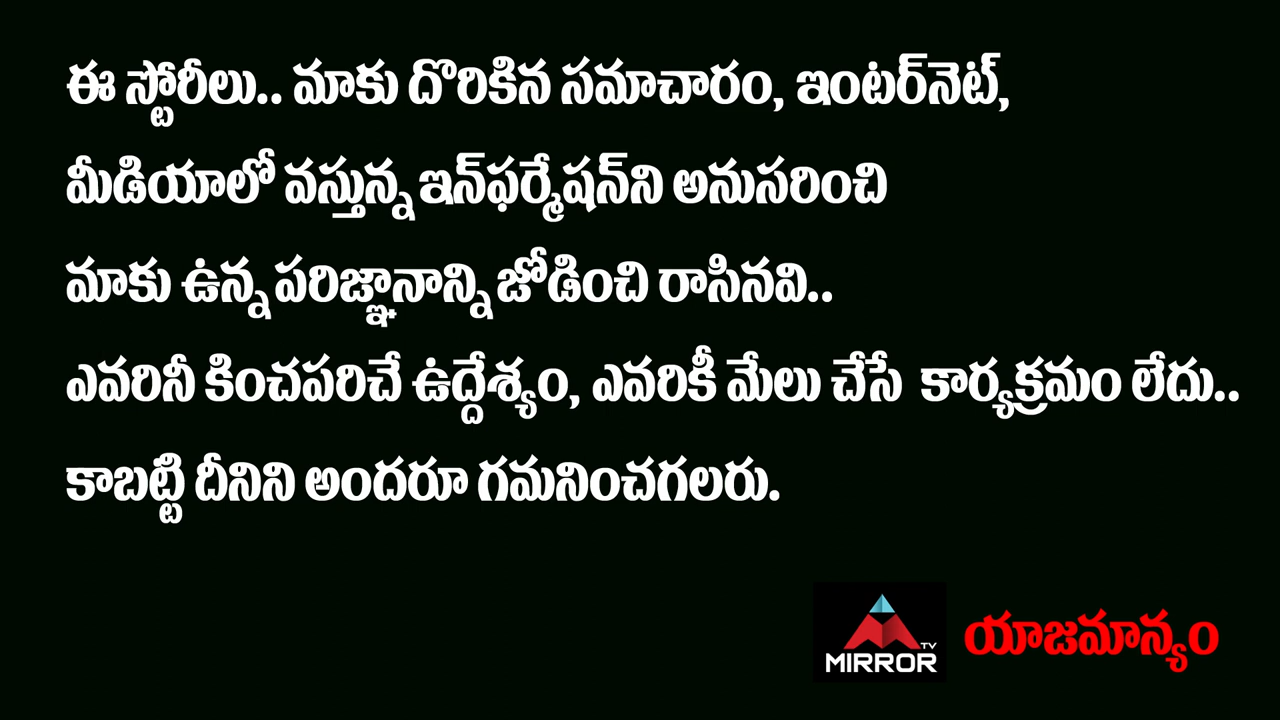 ఈ స్టోరీలు.. మాకు దొరికిన సమాచారం, ఇంటర్‌నెట్,
మీడియాలో వస్తున్న ఇన్‌ఫర్మేషన్‌ని అనుసరించి
మాకు ఉన్న పరిజ్ఞానాన్ని జోడించి రాసినవి..
ఎవరినీ కించపరిచే ఉద్దేశ్యం, ఎవరికీ మేలు చేసే కార్యక్రమం లేదు..
కాబట్టి దీనిని అందరూ గమనించగలరు.
TV
MIRROR
యాజమాన్యం